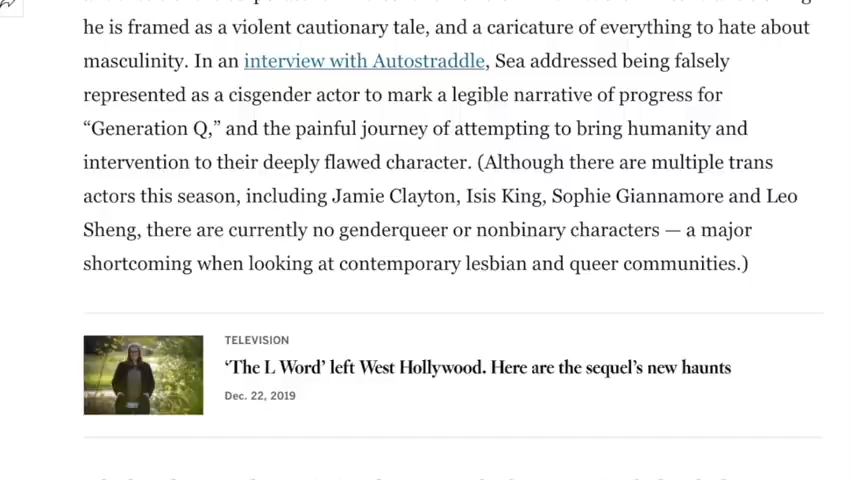 he is framed as a violent cautionary tale, and a caricature of everything to hate about
masculinity. In an interview with Autostraddle, Sea addressed being falsely
represented as a cisgender actor to mark a legible narrative of progress for
“Generation Q,” and the painful journey of attempting to bring humanity and
intervention to their deeply flawed character. (Although there are multiple trans
actors this season, including Jamie Clayton, Isis King, Sophie Giannamore and Leo
Sheng, there are currently no genderqueer or nonbinary characters — a major
shortcoming when looking at contemporary lesbian and queer communities.)
TELEVISION
‘The L Word’ left West Hollywood. Here are the sequel’s new haunts
Dec. 22, 2019